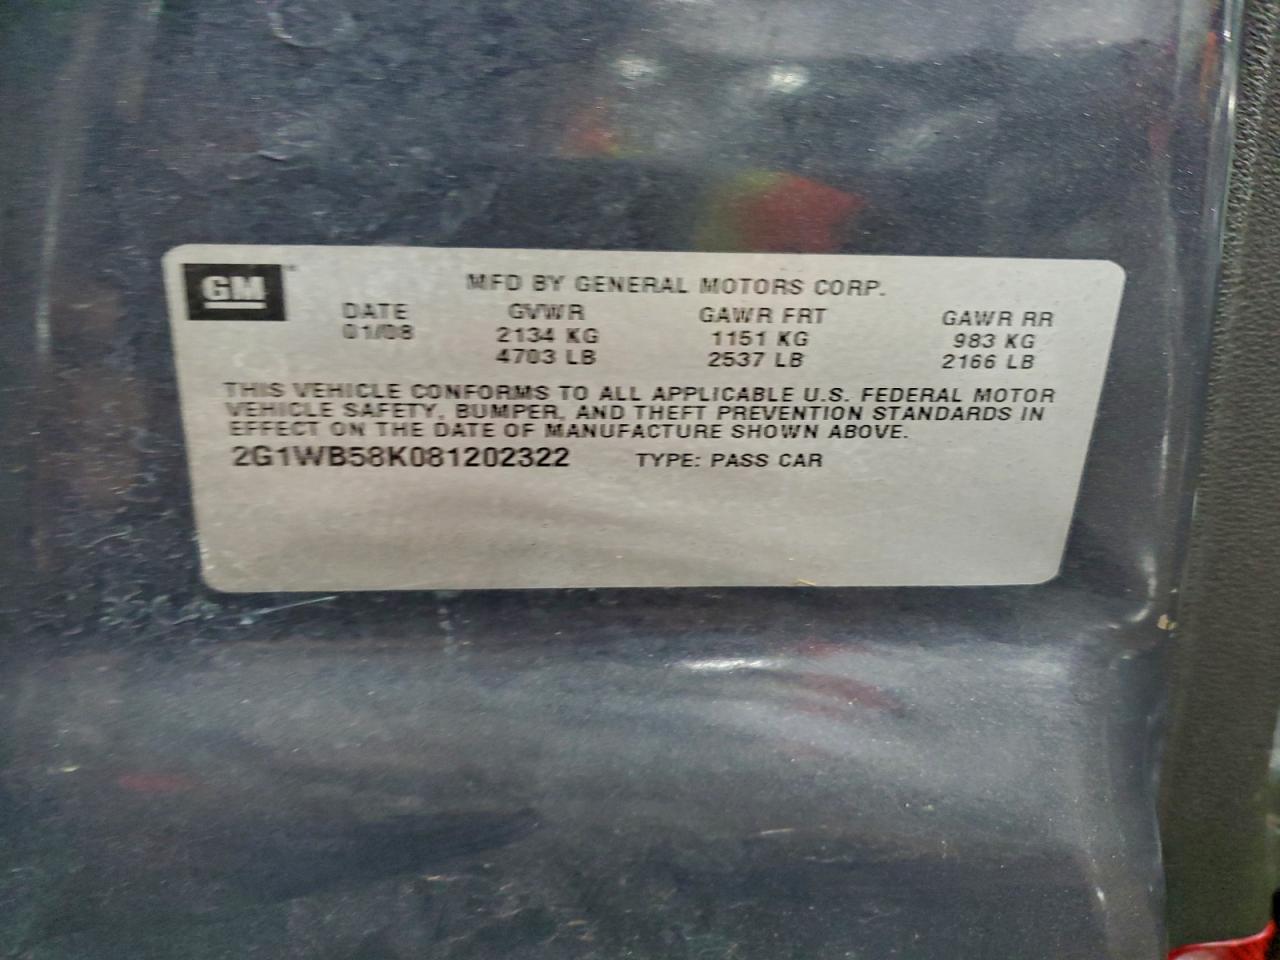 GM
MFD BY GENERAL MOTORS CORP.
DATE GVWR GAWR FRT GAWR RR
01/08 2134 KG 1151 KG 983 KG
4703 LB 2537 LB 2166 LB
THIS VEHICLE CONFORMS TO ALL APPLICABLE U.S. FEDERAL MOTOR
VEHICLE SAFETY, BUMPER, AND THEFT PREVENTION STANDARDS IN
EFFECT ON THE DATE OF MANUFACTURE SHOWN ABOVE.
2G1WB58K081202322 TYPE: PASS CAR